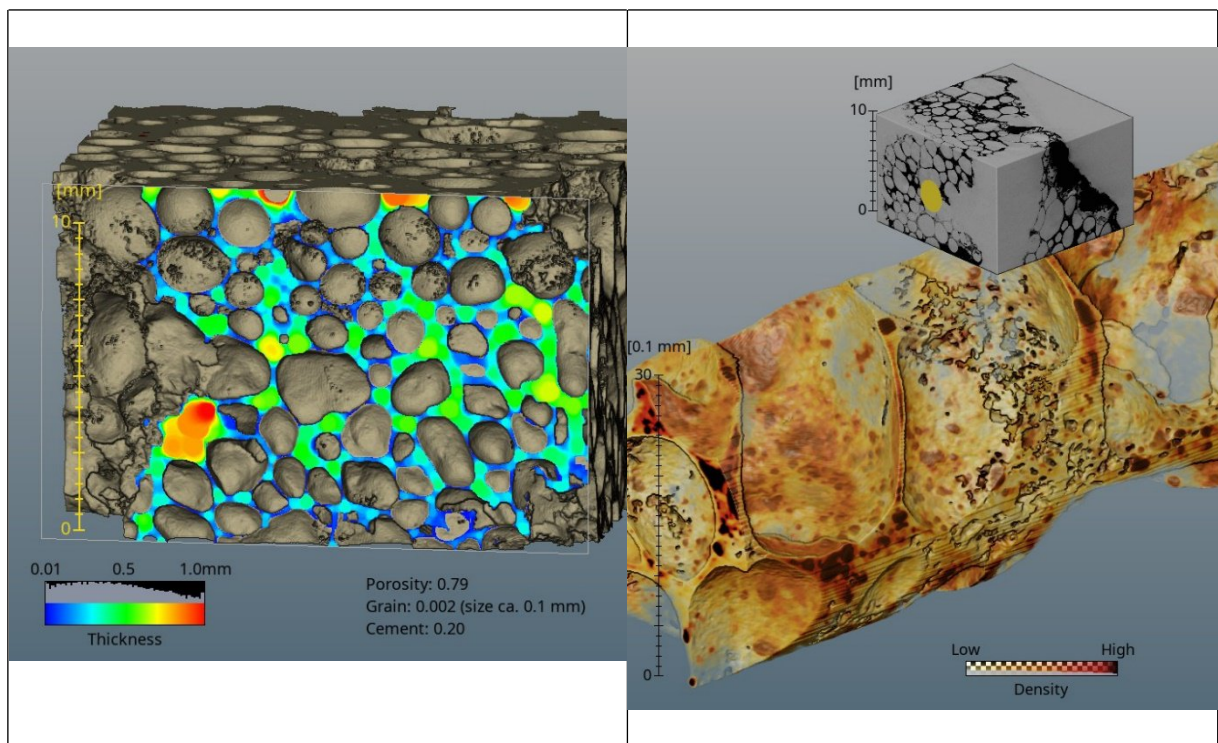 [mm]
10
0
0.01 0.5 1.0mm
Thickness
Porosity: 0.79
Grain: 0.002 (size ca. 0.1 mm)
Cement: 0.20
[mm]
10
0
[0.1 mm]
30
0
Low High
Density